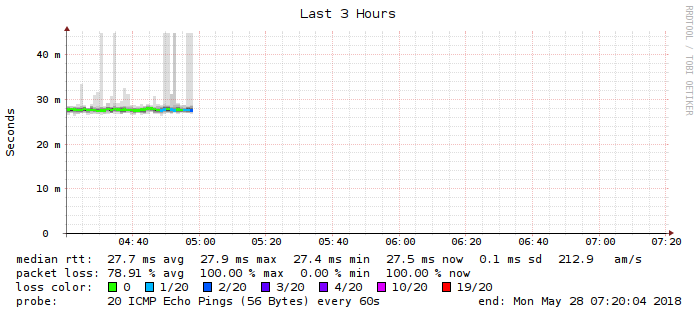 Last 3 Hours
RRDTOOL / TOBI OETIKER
Seconds
40 m
30 m
20 m
10 m
0
04:40 05:00 05:20 05:40 06:00 06:20 06:40 07:00 07:20
median rtt: 27.7 ms avg 27.9 ms max 27.4 ms min 27.5 ms now 0.1 ms sd 212.9 am/s
packet loss: 78.91 % avg 100.00 % max 0.00 % min 100.00 % now
loss color: 0 1/20 2/20 3/20 4/20 10/20 19/20
probe: 20 ICMP Echo Pings (56 Bytes) every 60s end: Mon May 28 07:20:04 2018